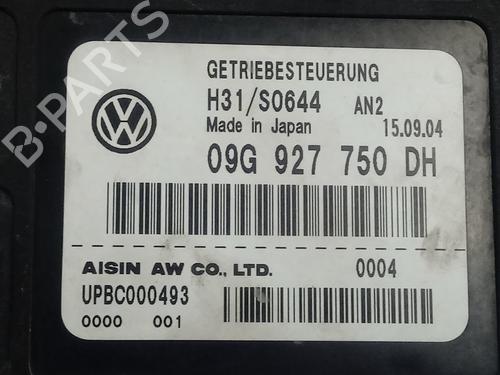 B-PARTS
GETRIEBESTEUERUNG
H31/S0644 AN2
Made in Japan 15.09.04
09G 927 750 DH
AISIN AW CO., LTD. 0004
UPBC000493
0000 001